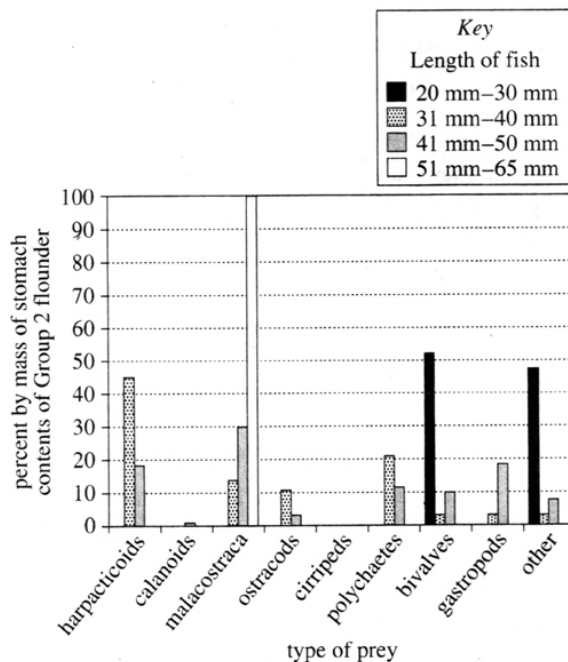 Key
Length of fish
20 mm–30 mm
31 mm–40 mm
41 mm–50 mm
51 mm–65 mm
percent by mass of stomach
contents of Group 2 flounder
100
90
80
70
60
50
40
30
20
10
0
harpacticoids
calanoids
malacostraca
ostracods
cirripeds
polychaetes
bivalves
gastropods
other
type of prey